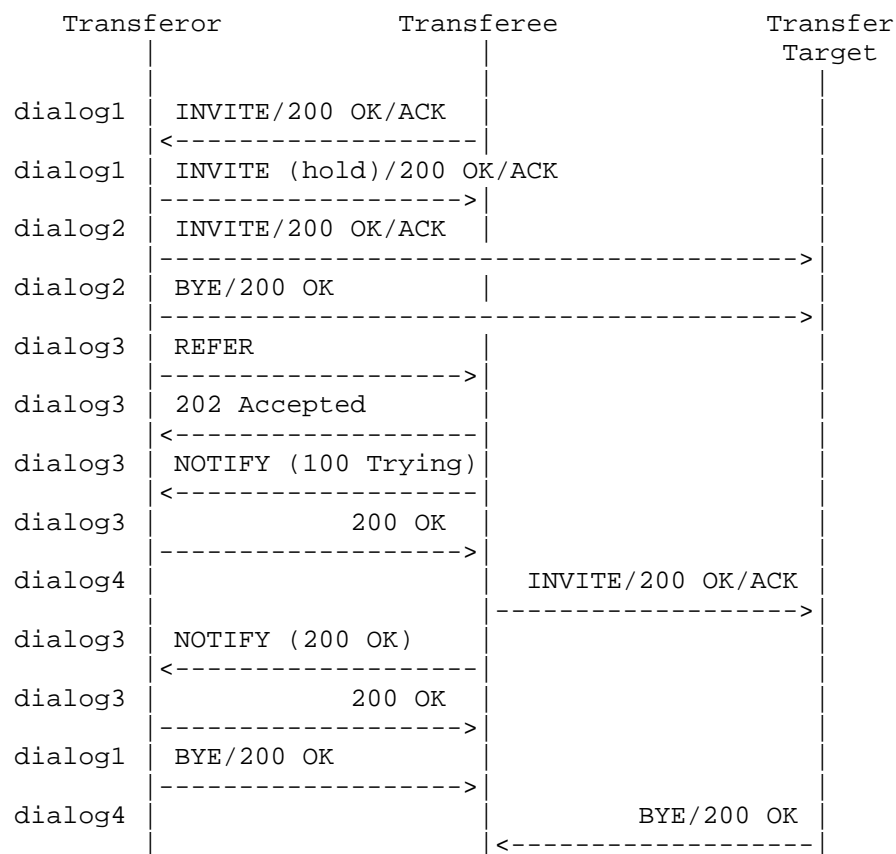 Transferor Transferee Transfer
Target
dialog1 INVITE/200 OK/ACK
dialog1 INVITE (hold)/200 OK/ACK
dialog2 INVITE/200 OK/ACK
dialog2 BYE/200 OK
dialog3 REFER
dialog3 202 Accepted
dialog3 NOTIFY (100 Trying)
dialog3 200 OK
dialog4 INVITE/200 OK/ACK
dialog3 NOTIFY (200 OK)
dialog3 200 OK
dialog1 BYE/200 OK
dialog4 BYE/200 OK